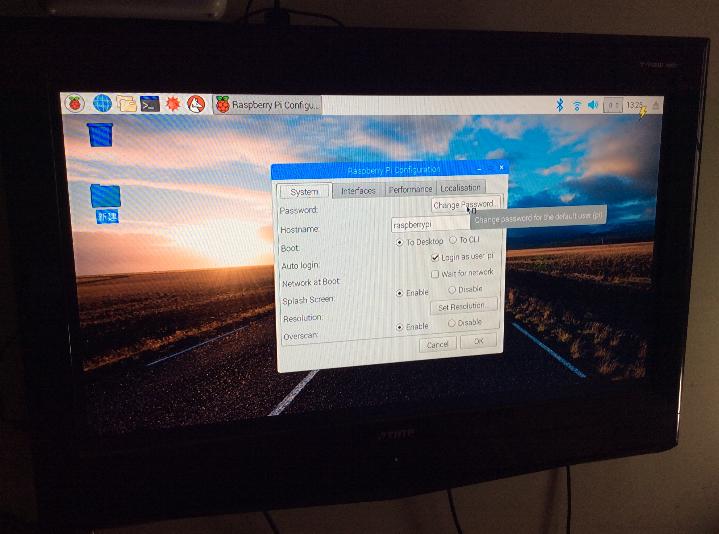 Raspberry Pi Configu...
13:25
Raspberry Pi Configuration
System
Interfaces
Performance
Localisation
Password:
Change Password...
Change password for the default user (pi)
Hostname:
raspberrypi
Boot:
To Desktop
To CLI
Auto login:
Login as user pi
Network at Boot:
Wait for network
Splash Screen:
Enable
Disable
Resolution:
Set Resolution...
Overscan:
Enable
Disable
Cancel
OK
新建